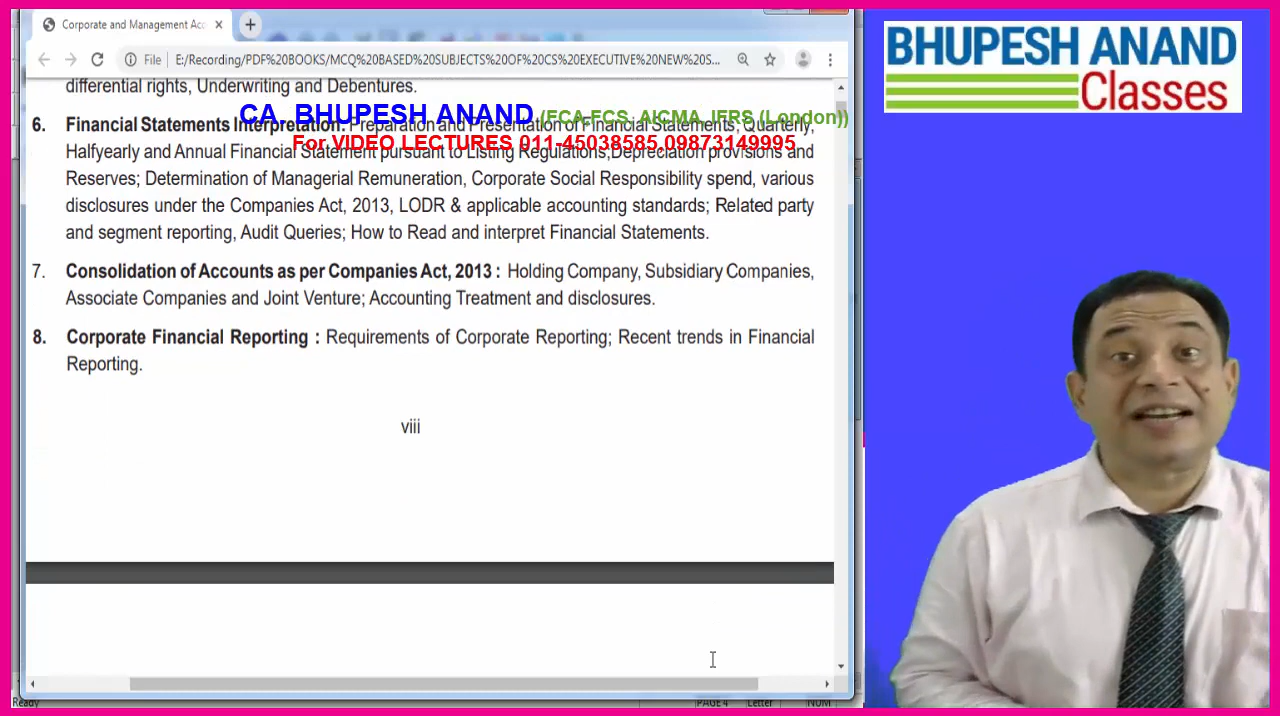 Corporate and Management Acc
File E:/Recording/PDF%20BOOKS/MCQ%20BASED%20SUBJECTS%20OF%20CS%20EXECUTIVE%20NEW%20S...
BHUPESH ANAND
Classes
differential rights, Underwriting and Debentures.
CA. BHUPESH ANAND (FCA,FCS, AICMA, IFRS (London))
For VIDEO LECTURES 011-45038585,09873149995
6. Financial Statements Interpretation: Preparation and Presentation of Financial Statements; Quarterly,
Halfyearly and Annual Financial Statement pursuant to Listing Regulations;Depreciation provisions and
Reserves; Determination of Managerial Remuneration, Corporate Social Responsibility spend, various
disclosures under the Companies Act, 2013, LODR & applicable accounting standards; Related party
and segment reporting, Audit Queries; How to Read and interpret Financial Statements.
7. Consolidation of Accounts as per Companies Act, 2013 : Holding Company, Subsidiary Companies,
Associate Companies and Joint Venture; Accounting Treatment and disclosures.
8. Corporate Financial Reporting : Requirements of Corporate Reporting; Recent trends in Financial
Reporting.
viii
Ready PAGE 4 Letter NUM